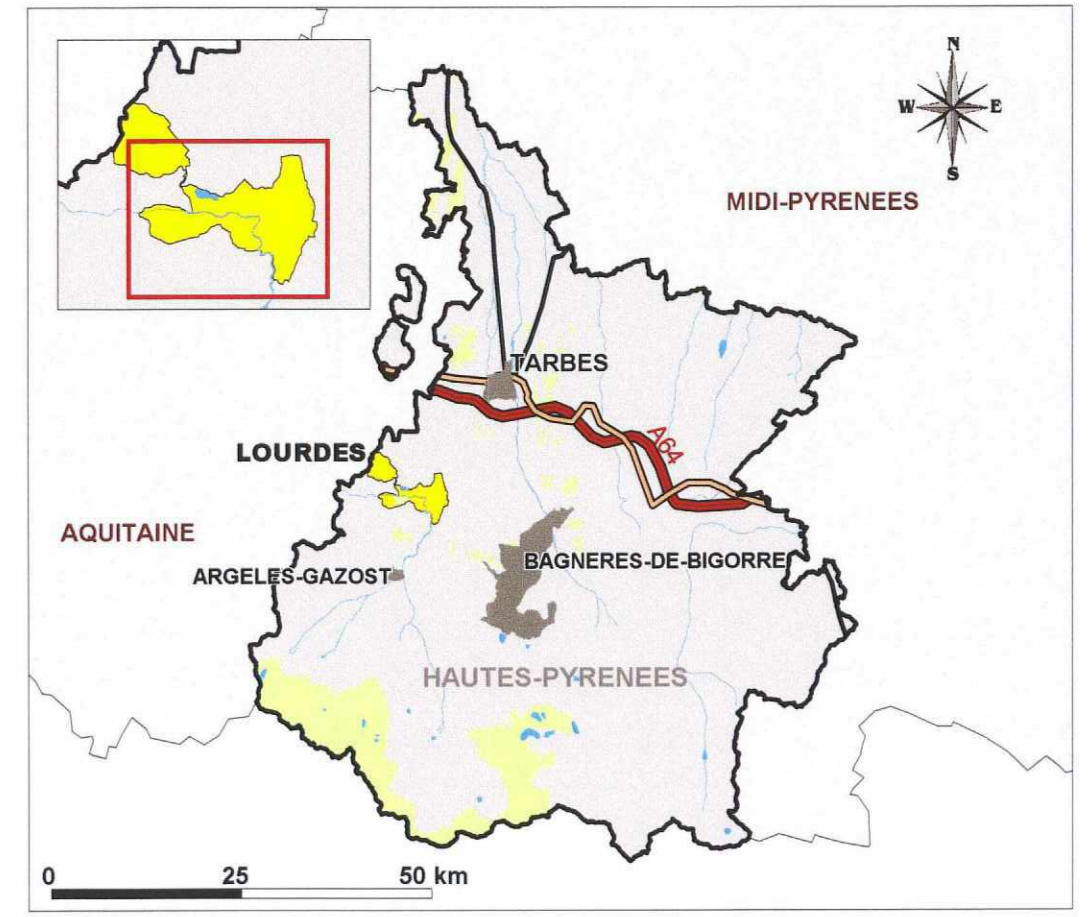 N
W E
S
MIDI-PYRENEES
TARBES
A64
LOURDES
AQUITAINE
BAGNERES-DE-BIGORRE
ARGELES-GAZOST
HAUTES-PYRENEES
0 25 50 km